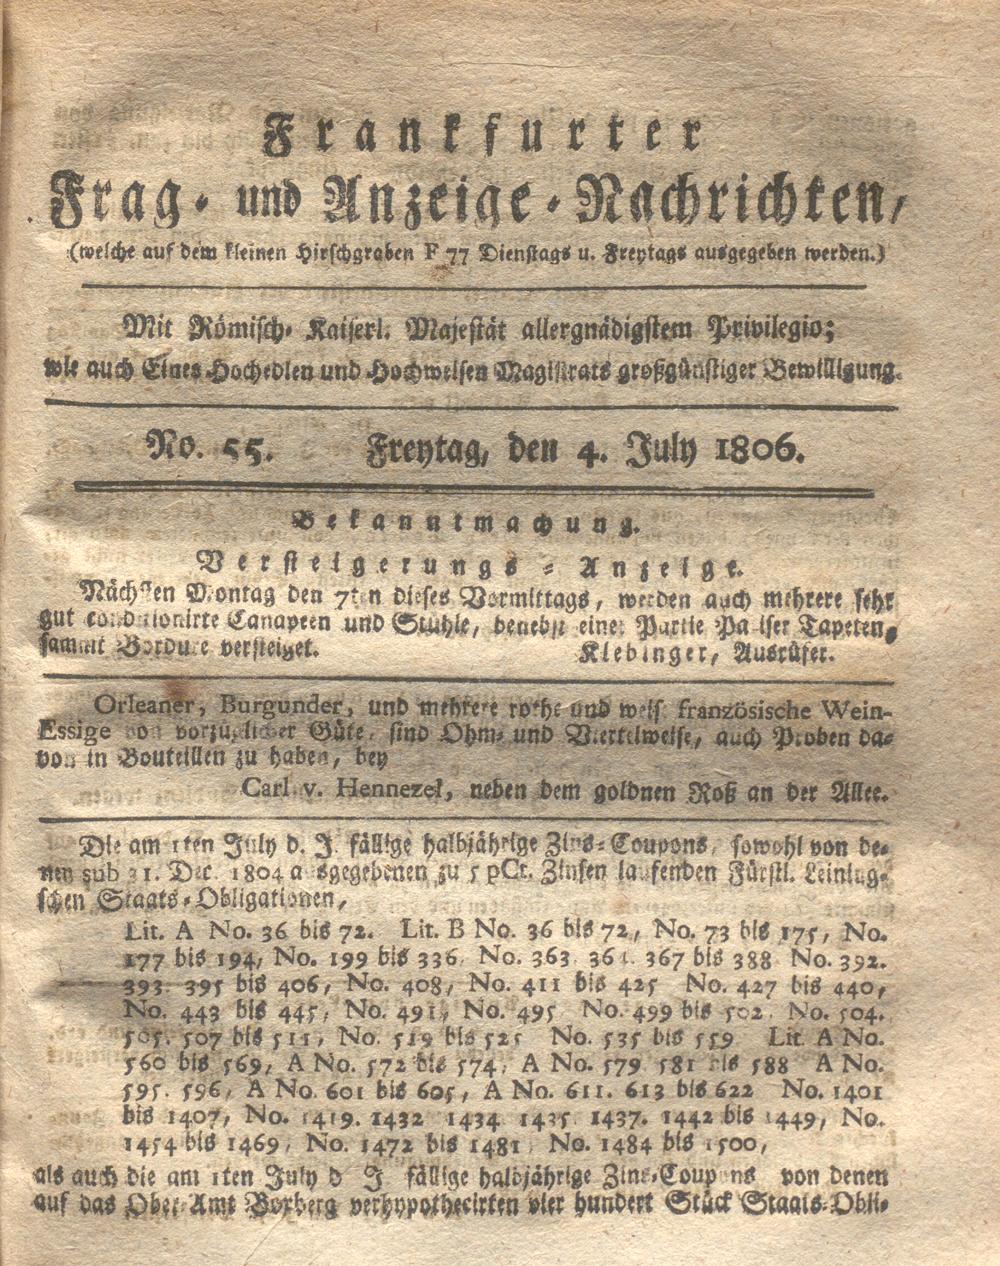 Frankfurter
Frag- und Anzeige-Nachrichten,
(welche auf dem kleinen Hirschgraben F 77 Dienstags u. Freytags ausgegeben werden.)
Mit Römisch-Kaiserl. Majestät allergnädigstem Privilegio;
wie auch Eines Hochedlen und Hochweisen Magistrats großgünstiger Bewilligung.
No. 55. Freytag, den 4. July 1806.
Bekanntmachung.
Versteigerungs-Anzeige.
Nächsten Montag den 7ten dieses Vormittags, werden auch mehrere sehr
gut conditionirte Canapeen und Stühle, benebst einer Partie Pariser Tapeten,
sammt Bordure versteiget.
Klebinger, Ausrüfer.
Orleaner, Burgunder, und mehrere rothe und weiß französische Wein-
Essige von vorzüglicher Güte, sind Ohm- und Viertelweise, auch Proben da-
von in Bouteillen zu haben, bey
Carl v. Hennezel, neben dem goldnen Roß an der Allee.
Die am 1ten July d. J. fällige halbjährige Zins-Coupons, sowohl von de-
nen sub 31. Dec. 1804 ausgegebenen zu 5 pCt. Zinsen laufenden Fürstl. Leining-
schen Staats-Obligationen,
Lit. A No. 36 bis 72. Lit. B No. 36 bis 72, No. 73 bis 175, No.
177 bis 194, No. 199 bis 336. No. 363. 364. 367 bis 388 No. 392.
393. 395 bis 406, No. 408, No. 411 bis 425 No. 427 bis 440,
No. 443 bis 445, No. 491, No. 495 No. 499 bis 502. No. 504.
505. 507 bis 511, No. 519 bis 525 No. 535 bis 559 Lit. A No.
560 bis 569, A No. 572 bis 574, A No. 579 581 bis 588 A No.
595. 596, A No. 601 bis 605, A No. 611. 613 bis 622 No. 1401
bis 1407, No. 1419. 1432 1434 1435 1437. 1442 bis 1449, No.
1454 bis 1469, No. 1472 bis 1481, No. 1484 bis 1500,
als auch die am 1ten July d J fällige halbjährige Zins-Coupons von denen
auf das Ober-Amt Boxberg verhypothecirten vier hundert Stück Staats-Obli-